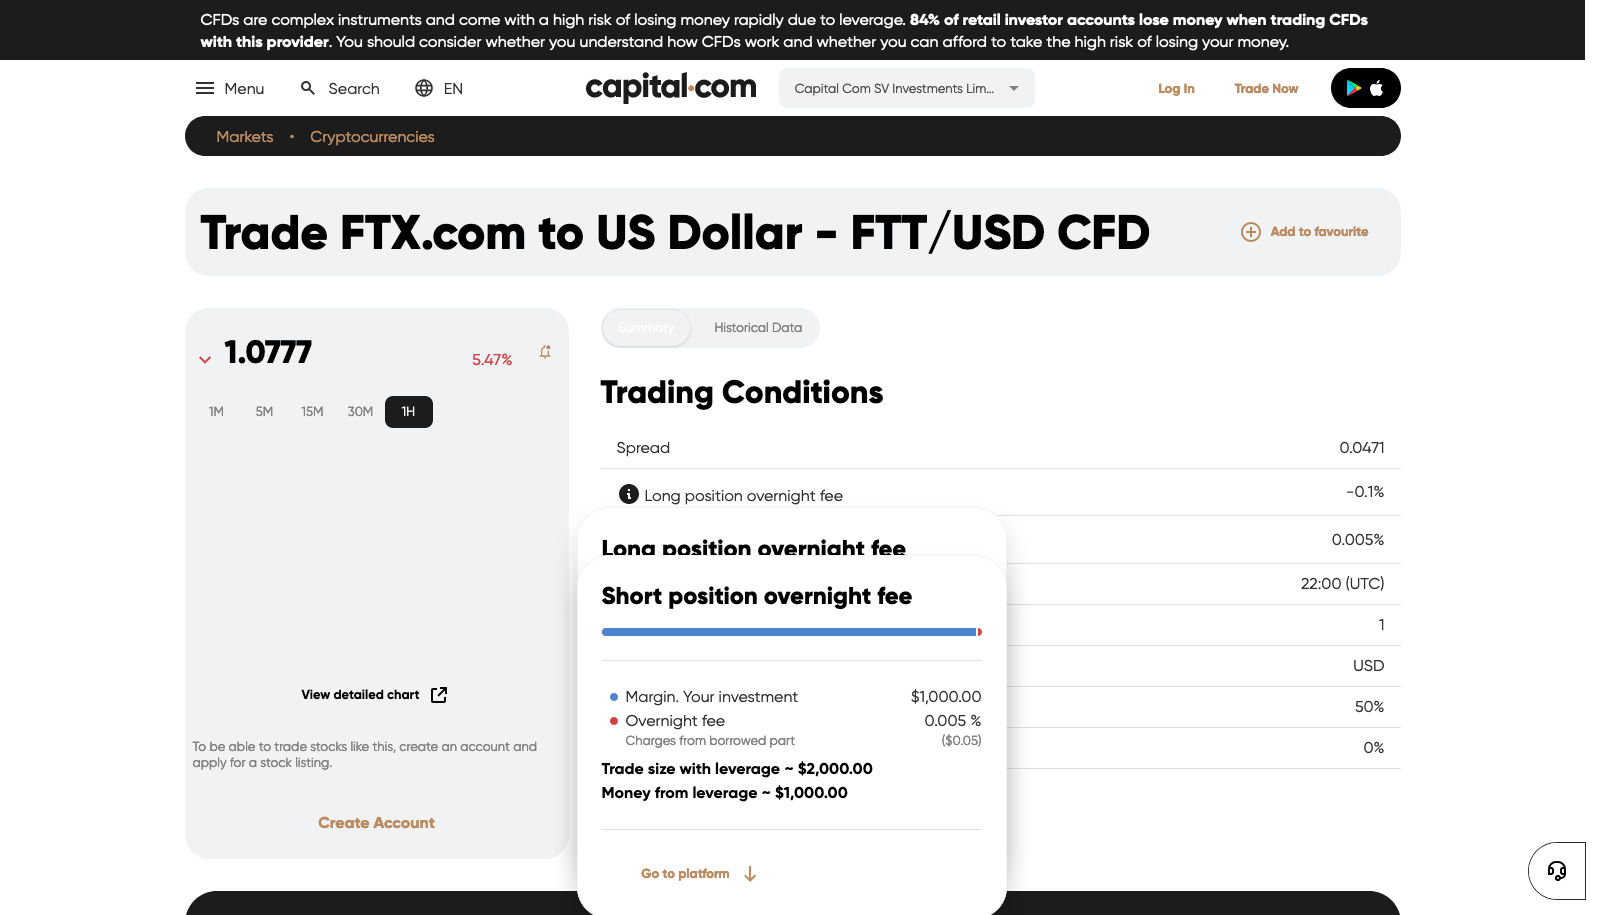 CFDs are complex instruments and come with a high risk of losing money rapidly due to leverage. 84% of retail investor accounts lose money when trading CFDs
with this provider. You should consider whether you understand how CFDs work and whether you can afford to take the high risk of losing your money.
Menu Search EN capital.com Capital Com SV Investments Lim... Log In Trade Now
Markets • Cryptocurrencies
Trade FTX.com to US Dollar - FTT/USD CFD Add to favourite
1.0777 5.47%
1M 5M 15M 30M 1H
View detailed chart
To be able to trade stocks like this, create an account and
apply for a stock listing.
Create Account
Summary Historical Data
Trading Conditions
Spread 0.0471
Long position overnight fee -0.1%
0.005%
22:00 (UTC)
1
USD
50%
0%
Long position overnight fee
Short position overnight fee
Margin. Your investment $1,000.00
Overnight fee 0.005 %
Charges from borrowed part ($0.05)
Trade size with leverage ~ $2,000.00
Money from leverage ~ $1,000.00
Go to platform